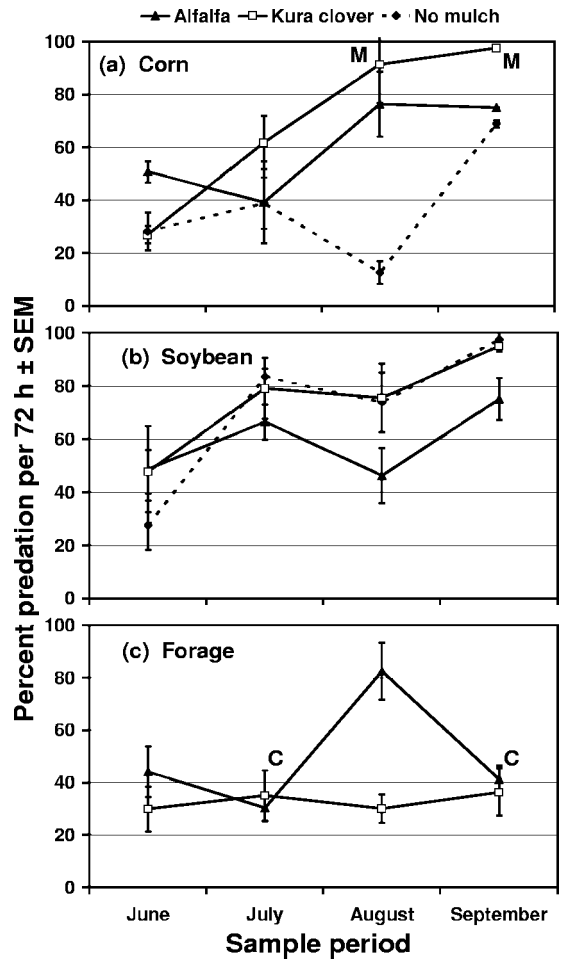 Alfalfa Kura clover No mulch
(a) Corn
100
80
60
40
20
0
M
M
(b) Soybean
100
80
60
40
20
0
(c) Forage
100
80
60
40
20
0
C
C
June July August September
Sample period
Percent predation per 72 h ± SEM